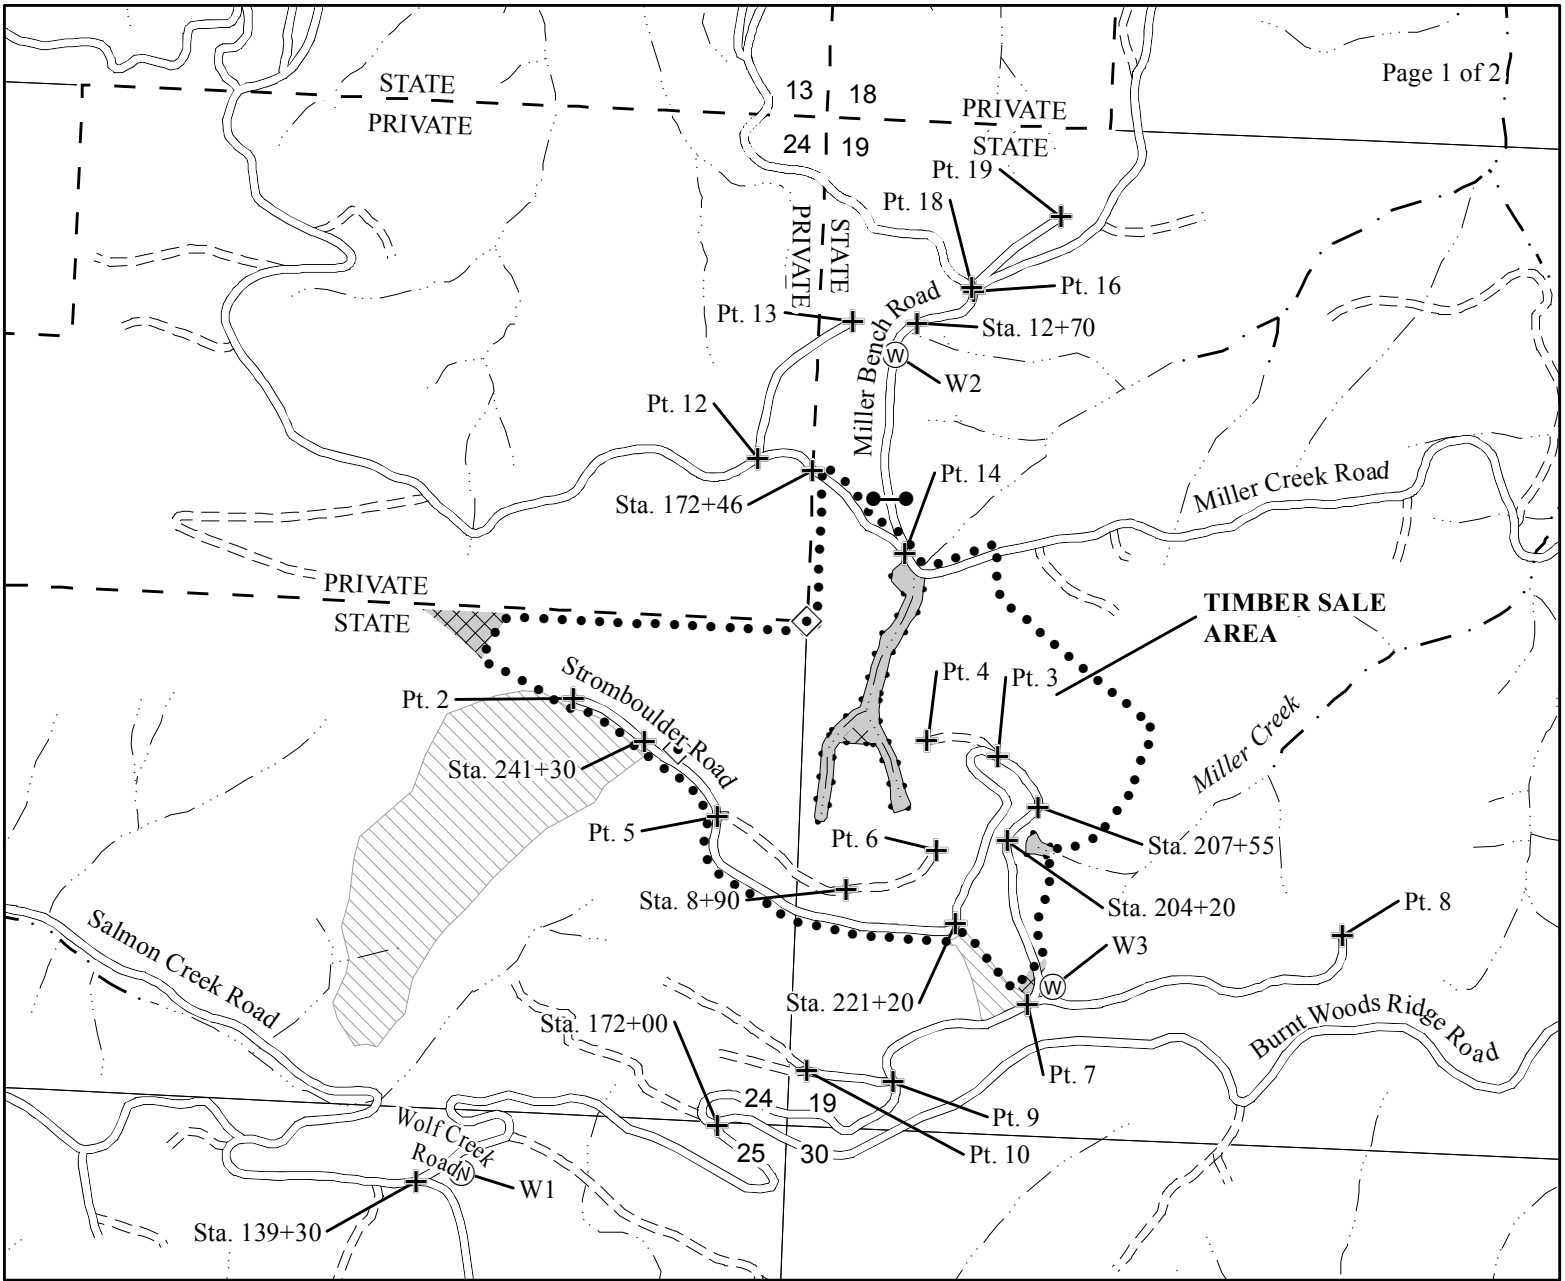 Page 1 of 2
STATE
PRIVATE
13
18
PRIVATE
24
19
STATE
Pt. 19
Pt. 18
PRIVATE
STATE
Pt. 16
Pt. 13
Miller Bench Road
Sta. 12+70
W
W2
Pt. 12
Pt. 14
Miller Creek Road
Sta. 172+46
PRIVATE
STATE
TIMBER SALE
AREA
Stromboulder Road
Pt. 4
Pt. 3
Pt. 2
Miller Creek
Sta. 241+30
Pt. 5
Pt. 6
Sta. 207+55
Sta. 8+90
Sta. 204+20
Pt. 8
Salmon Creek Road
W3
W
Sta. 221+20
Sta. 172+00
Burnt Woods Ridge Road
Pt. 7
24
19
Pt. 9
Wolf Creek
Road
25
30
Pt. 10
W1
Sta. 139+30